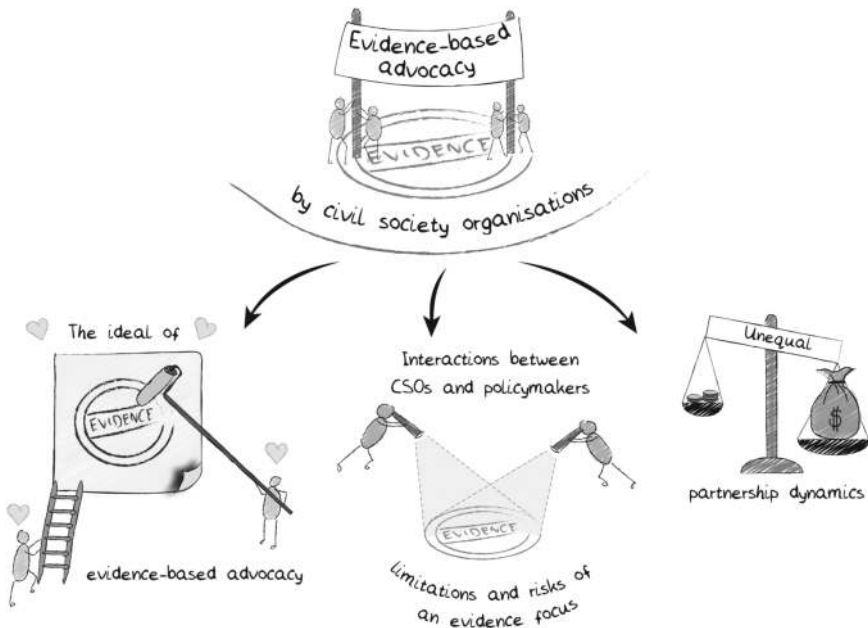 Evidence-based
advocacy
EVIDENCE
by civil society organisations
The ideal of
EVIDENCE
evidence-based advocacy
Interactions between
CSOs and policymakers
EVIDENCE
limitations and risks of
an evidence focus
Unequal
$
partnership dynamics